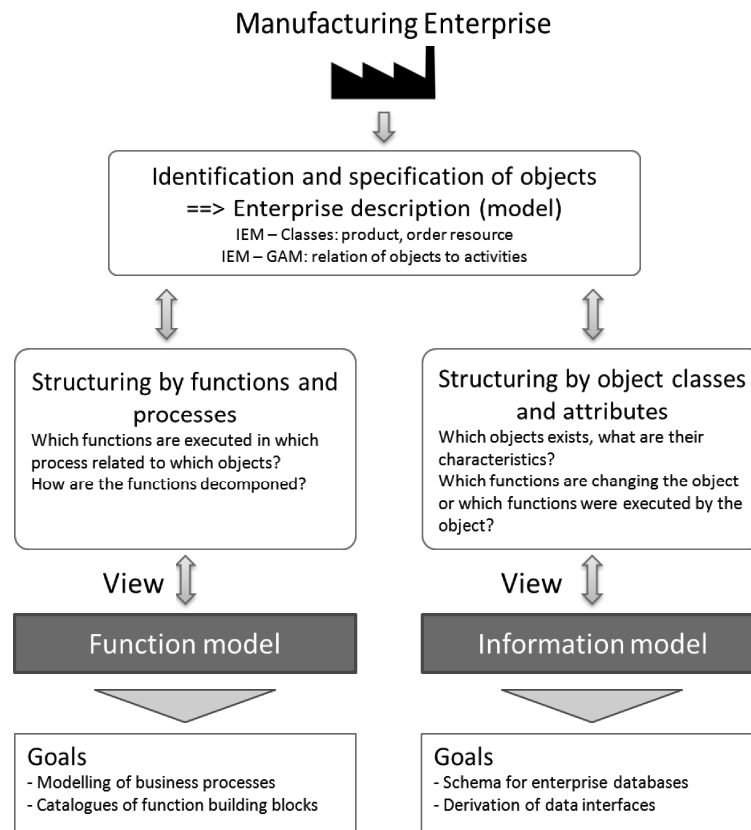 Manufacturing Enterprise
Identification and specification of objects
==> Enterprise description (model)
IEM – Classes: product, order resource
IEM – GAM: relation of objects to activities
Structuring by functions and
processes
Which functions are executed in which
process related to which objects?
How are the functions decomponed?
Structuring by object classes
and attributes
Which objects exists, what are their
characteristics?
Which functions are changing the object
or which functions were executed by the
object?
View
View
Function model
Information model
Goals
- Modelling of business processes
- Catalogues of function building blocks
Goals
- Schema for enterprise databases
- Derivation of data interfaces